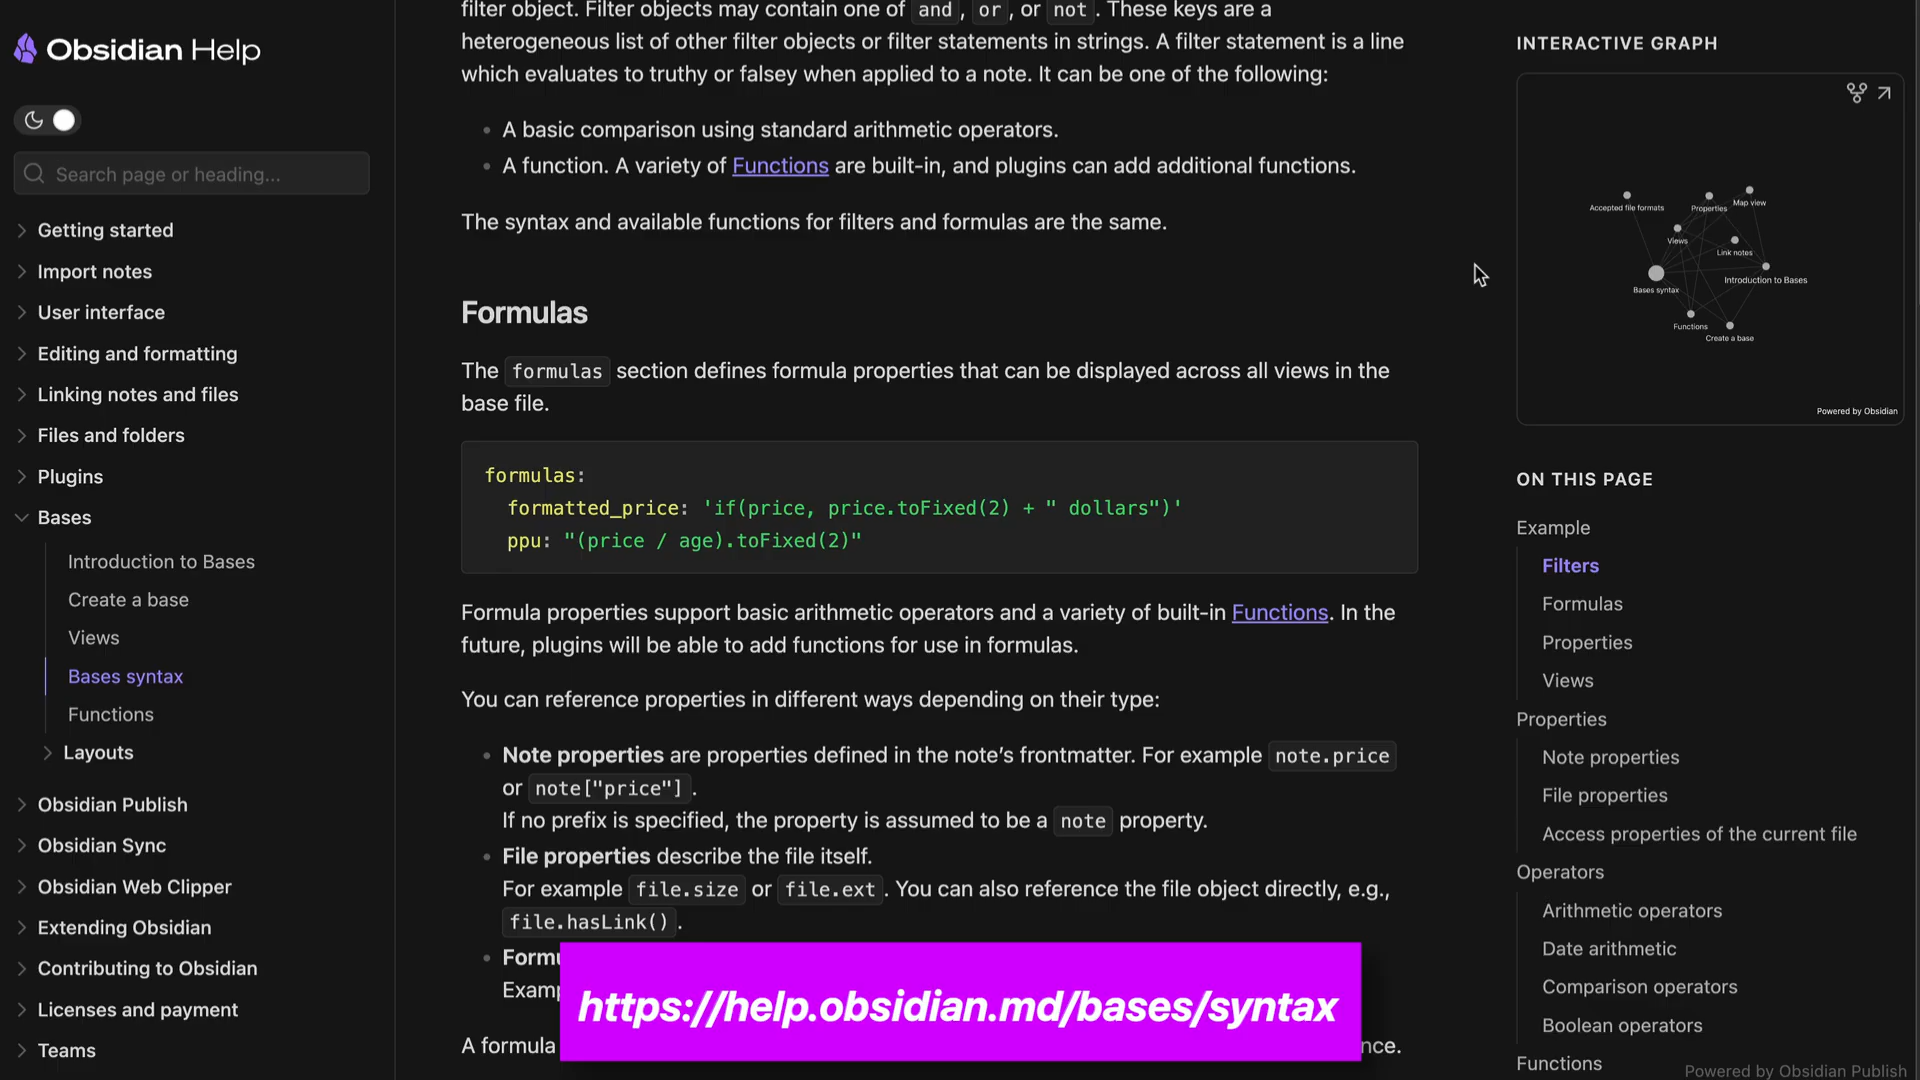 Obsidian Help
Search page or heading...
Getting started
Import notes
User interface
Editing and formatting
Linking notes and files
Files and folders
Plugins
Bases
Introduction to Bases
Create a base
Views
Bases syntax
Functions
Layouts
Obsidian Publish
Obsidian Sync
Obsidian Web Clipper
Extending Obsidian
Contributing to Obsidian
Licenses and payment
Teams
filter object. Filter objects may contain one of and, or, or not. These keys are a
heterogeneous list of other filter objects or filter statements in strings. A filter statement is a line
which evaluates to truthy or falsey when applied to a note. It can be one of the following:
A basic comparison using standard arithmetic operators.
A function. A variety of Functions are built-in, and plugins can add additional functions.
The syntax and available functions for filters and formulas are the same.
Formulas
The formulas section defines formula properties that can be displayed across all views in the
base file.
formulas:
formatted_price: 'if(price, price.toFixed(2) + " dollars")'
ppu: "(price / age).toFixed(2)"
Formula properties support basic arithmetic operators and a variety of built-in Functions. In the
future, plugins will be able to add functions for use in formulas.
You can reference properties in different ways depending on their type:
Note properties are properties defined in the note's frontmatter. For example note.price
or note["price"].
If no prefix is specified, the property is assumed to be a note property.
File properties describe the file itself.
For example file.size or file.ext. You can also reference the file object directly, e.g.,
file.hasLink().
https://help.obsidian.md/bases/syntax
A formula
INTERACTIVE GRAPH
Accepted file formats
Properties
Map view
Views
Link notes
Bases syntax
Introduction to Bases
Functions
Create a base
Powered by Obsidian
ON THIS PAGE
Example
Filters
Formulas
Properties
Views
Properties
Note properties
File properties
Access properties of the current file
Operators
Arithmetic operators
Date arithmetic
Comparison operators
Boolean operators
Functions
Powered by Obsidian Publish